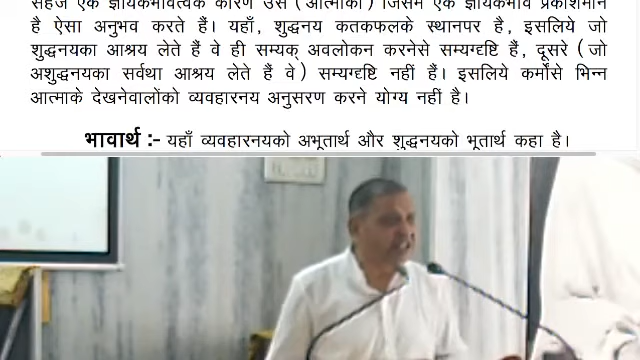 सहज एक ज्ञायकभावत्वके कारण उसे (आत्माको) जिसमें एक ज्ञायकभाव प्रकाशमान
है ऐसा अनुभव करते हैं। यहाँ, शुद्धनय कतकफलके स्थानपर है, इसलिये जो
शुद्धनयका आश्रय लेते हैं वे ही सम्यक् अवलोकन करनेसे सम्यग्दृष्टि हैं, दूसरे (जो
अशुद्धनयका सर्वथा आश्रय लेते हैं वे) सम्यग्दृष्टि नहीं हैं। इसलिये कर्मोंसे भिन्न
आत्माके देखनेवालोंको व्यवहारनय अनुसरण करने योग्य नहीं है।
भावार्थ :- यहाँ व्यवहारनयको अभूतार्थ और शुद्धनयको भूतार्थ कहा है।